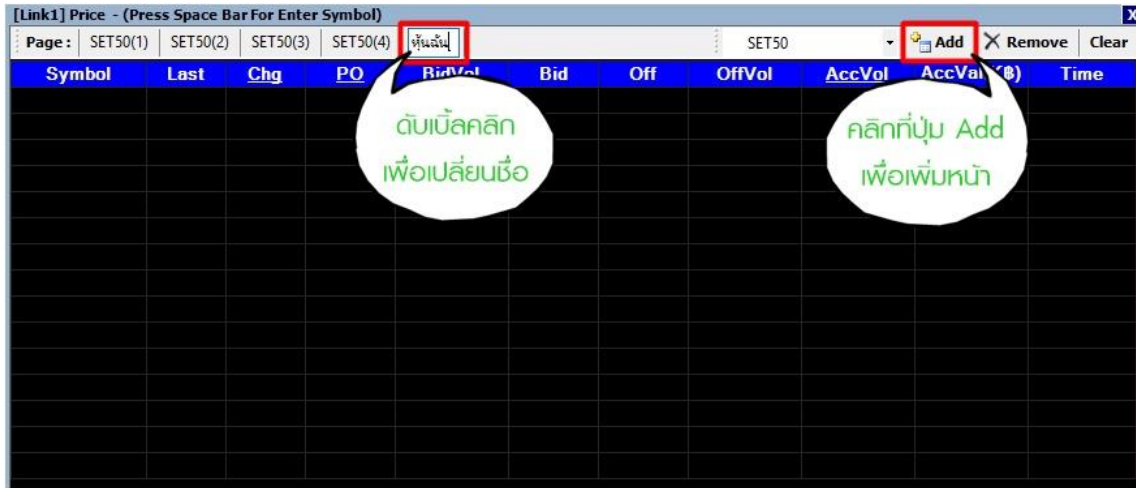 [Link1] Price - (Press Space Bar For Enter Symbol) X
Page : SET50(1) SET50(2) SET50(3) SET50(4) หุ้นฉัน SET50 Add Remove Clear
Symbol Last Chg PO BidVol Bid Off OffVol AccVol AccVal (฿) Time
ดับเบิ้ลคลิก
เพื่อเปลี่ยนชื่อ
คลิกที่ปุ่ม Add
เพื่อเพิ่มหน้า